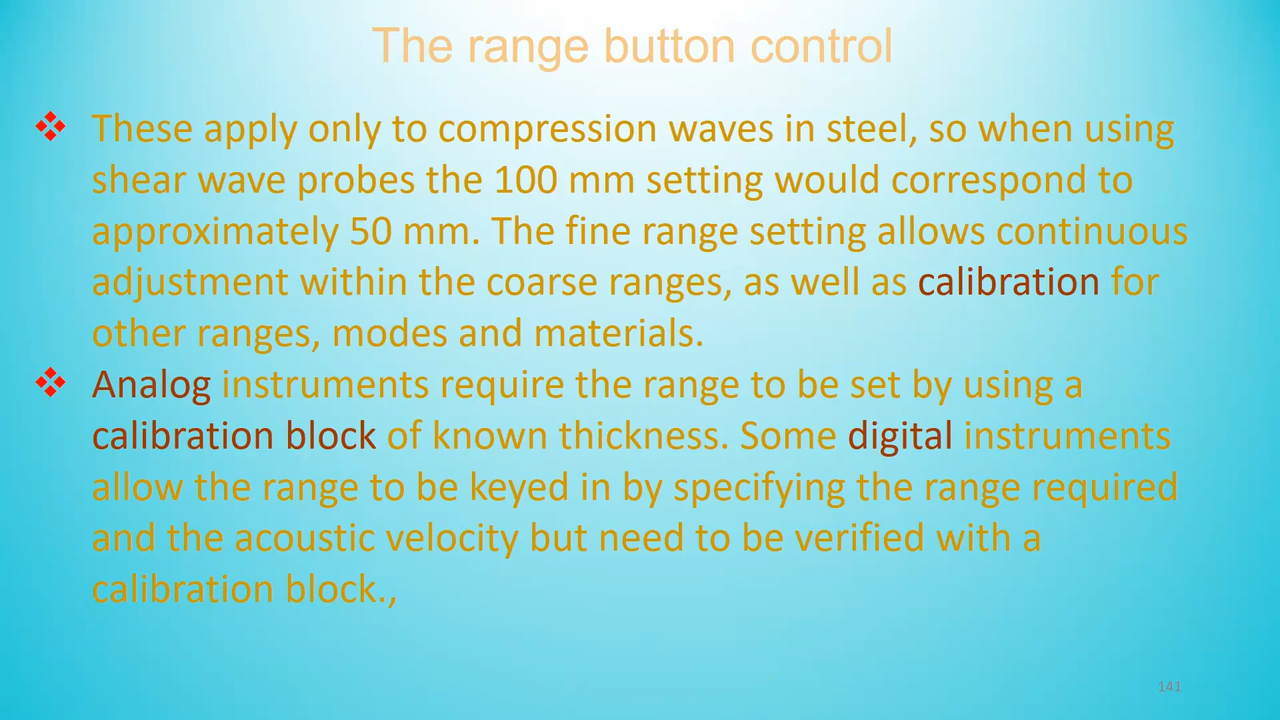 The range button control
These apply only to compression waves in steel, so when using
shear wave probes the 100 mm setting would correspond to
approximately 50 mm. The fine range setting allows continuous
adjustment within the coarse ranges, as well as calibration for
other ranges, modes and materials.
Analog instruments require the range to be set by using a
calibration block of known thickness. Some digital instruments
allow the range to be keyed in by specifying the range required
and the acoustic velocity but need to be verified with a
calibration block.,
141